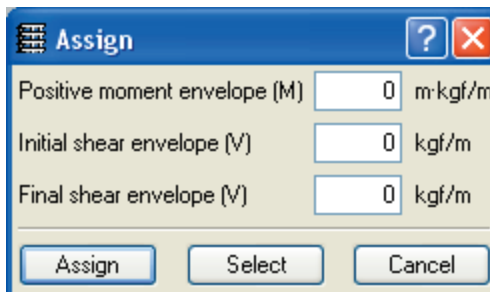 Assign
Positive moment envelope (M) 0 m·kgf/m
Initial shear envelope (V) 0 kgf/m
Final shear envelope (V) 0 kgf/m
Assign Select Cancel